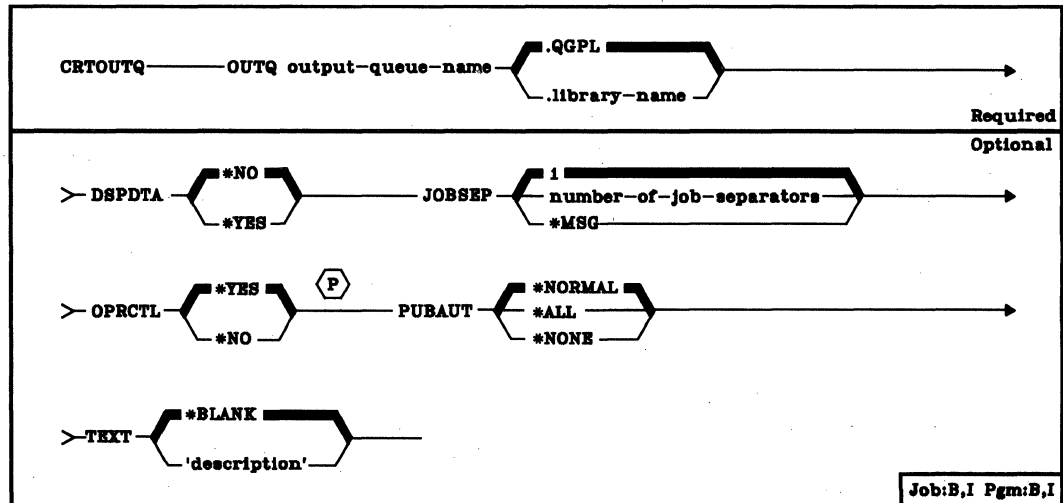 .QGPL
CRTOUTQ OUTQ output-queue-name
.library-name
Required
Optional
*NO 1
DSPDTA JOBSEP number-of-job-separators
*YES *MSG
*YES P *NORMAL
OPRCTL PUBAUT *ALL
*NO *NONE
*BLANK
TEXT
'description'
Job:B,I Pgm:B,I